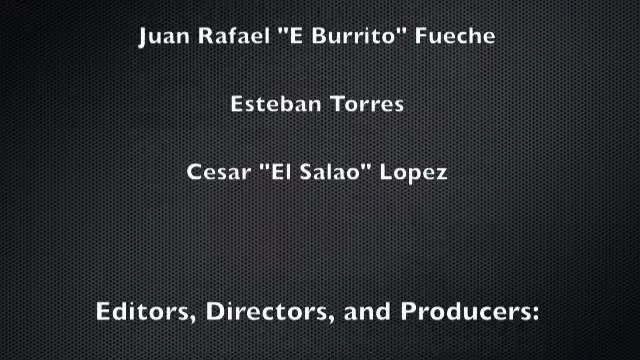 Juan Rafael "E Burrito" Fueche
Esteban Torres
Cesar "El Salao" Lopez
Editors, Directors, and Producers: